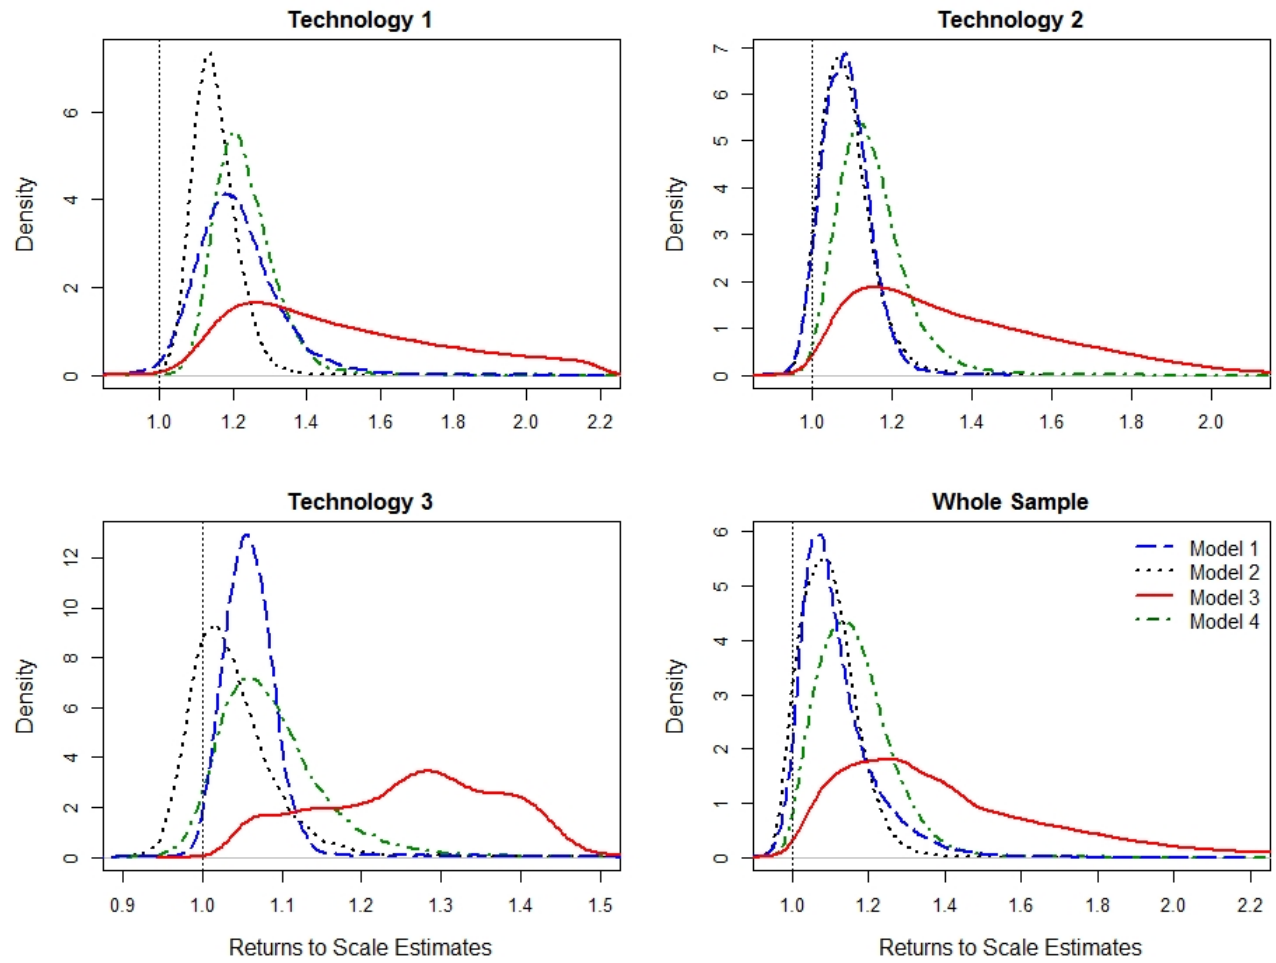 Technology 1
Density
0
2
4
6
1.0 1.2 1.4 1.6 1.8 2.0 2.2
Technology 2
Density
0
1
2
3
4
5
6
7
1.0 1.2 1.4 1.6 1.8 2.0
Technology 3
Density
0
2
4
6
8
10
12
0.9 1.0 1.1 1.2 1.3 1.4 1.5
Returns to Scale Estimates
Whole Sample
Density
0
1
2
3
4
5
6
Model 1
Model 2
Model 3
Model 4
1.0 1.2 1.4 1.6 1.8 2.0 2.2
Returns to Scale Estimates